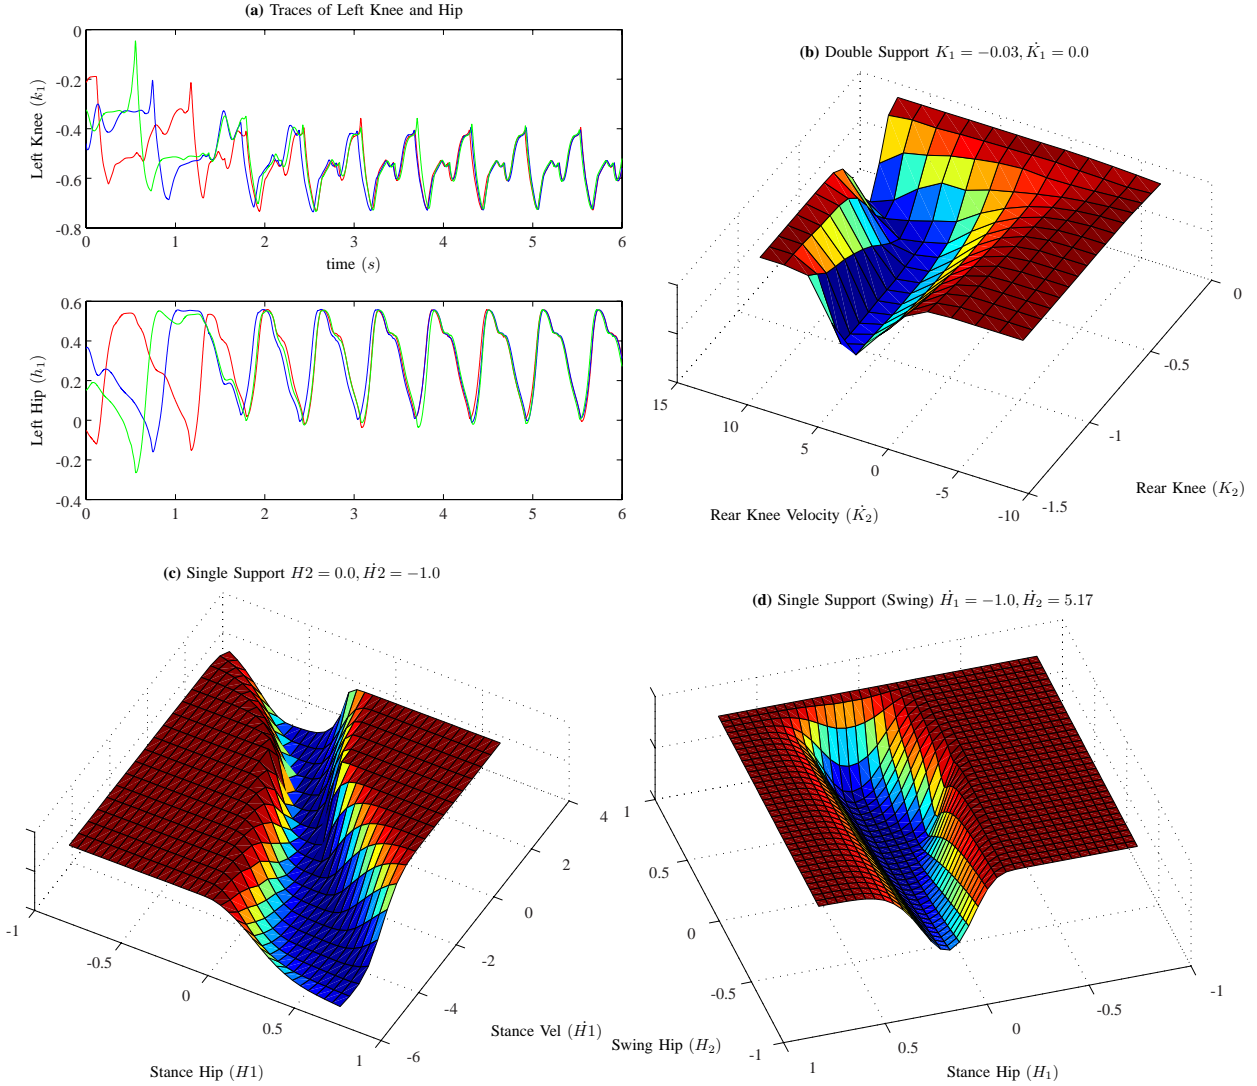 (a) Traces of Left Knee and Hip
0
-0.2
-0.4
-0.6
-0.8
Left Knee (k₁)
0 1 2 3 4 5 6
time (s)
0.6
0.4
0.2
0
-0.2
-0.4
Left Hip (h₁)
0 1 2 3 4 5 6
(b) Double Support K₁ = −0.03, K̇₁ = 0.0
15
10
5
0
-5
-10
Rear Knee Velocity (K̇₂)
0
-0.5
-1
-1.5
Rear Knee (K₂)
(c) Single Support H2 = 0.0, Ḣ2 = −1.0
-1
-0.5
0
0.5
1
Stance Hip (H1)
4
2
0
-2
-4
-6
Stance Vel (Ḣ1)
(d) Single Support (Swing) Ḣ₁ = −1.0, Ḣ₂ = 5.17
1
0.5
0
-0.5
-1
Swing Hip (H₂)
1
0.5
0
-0.5
-1
Stance Hip (H₁)